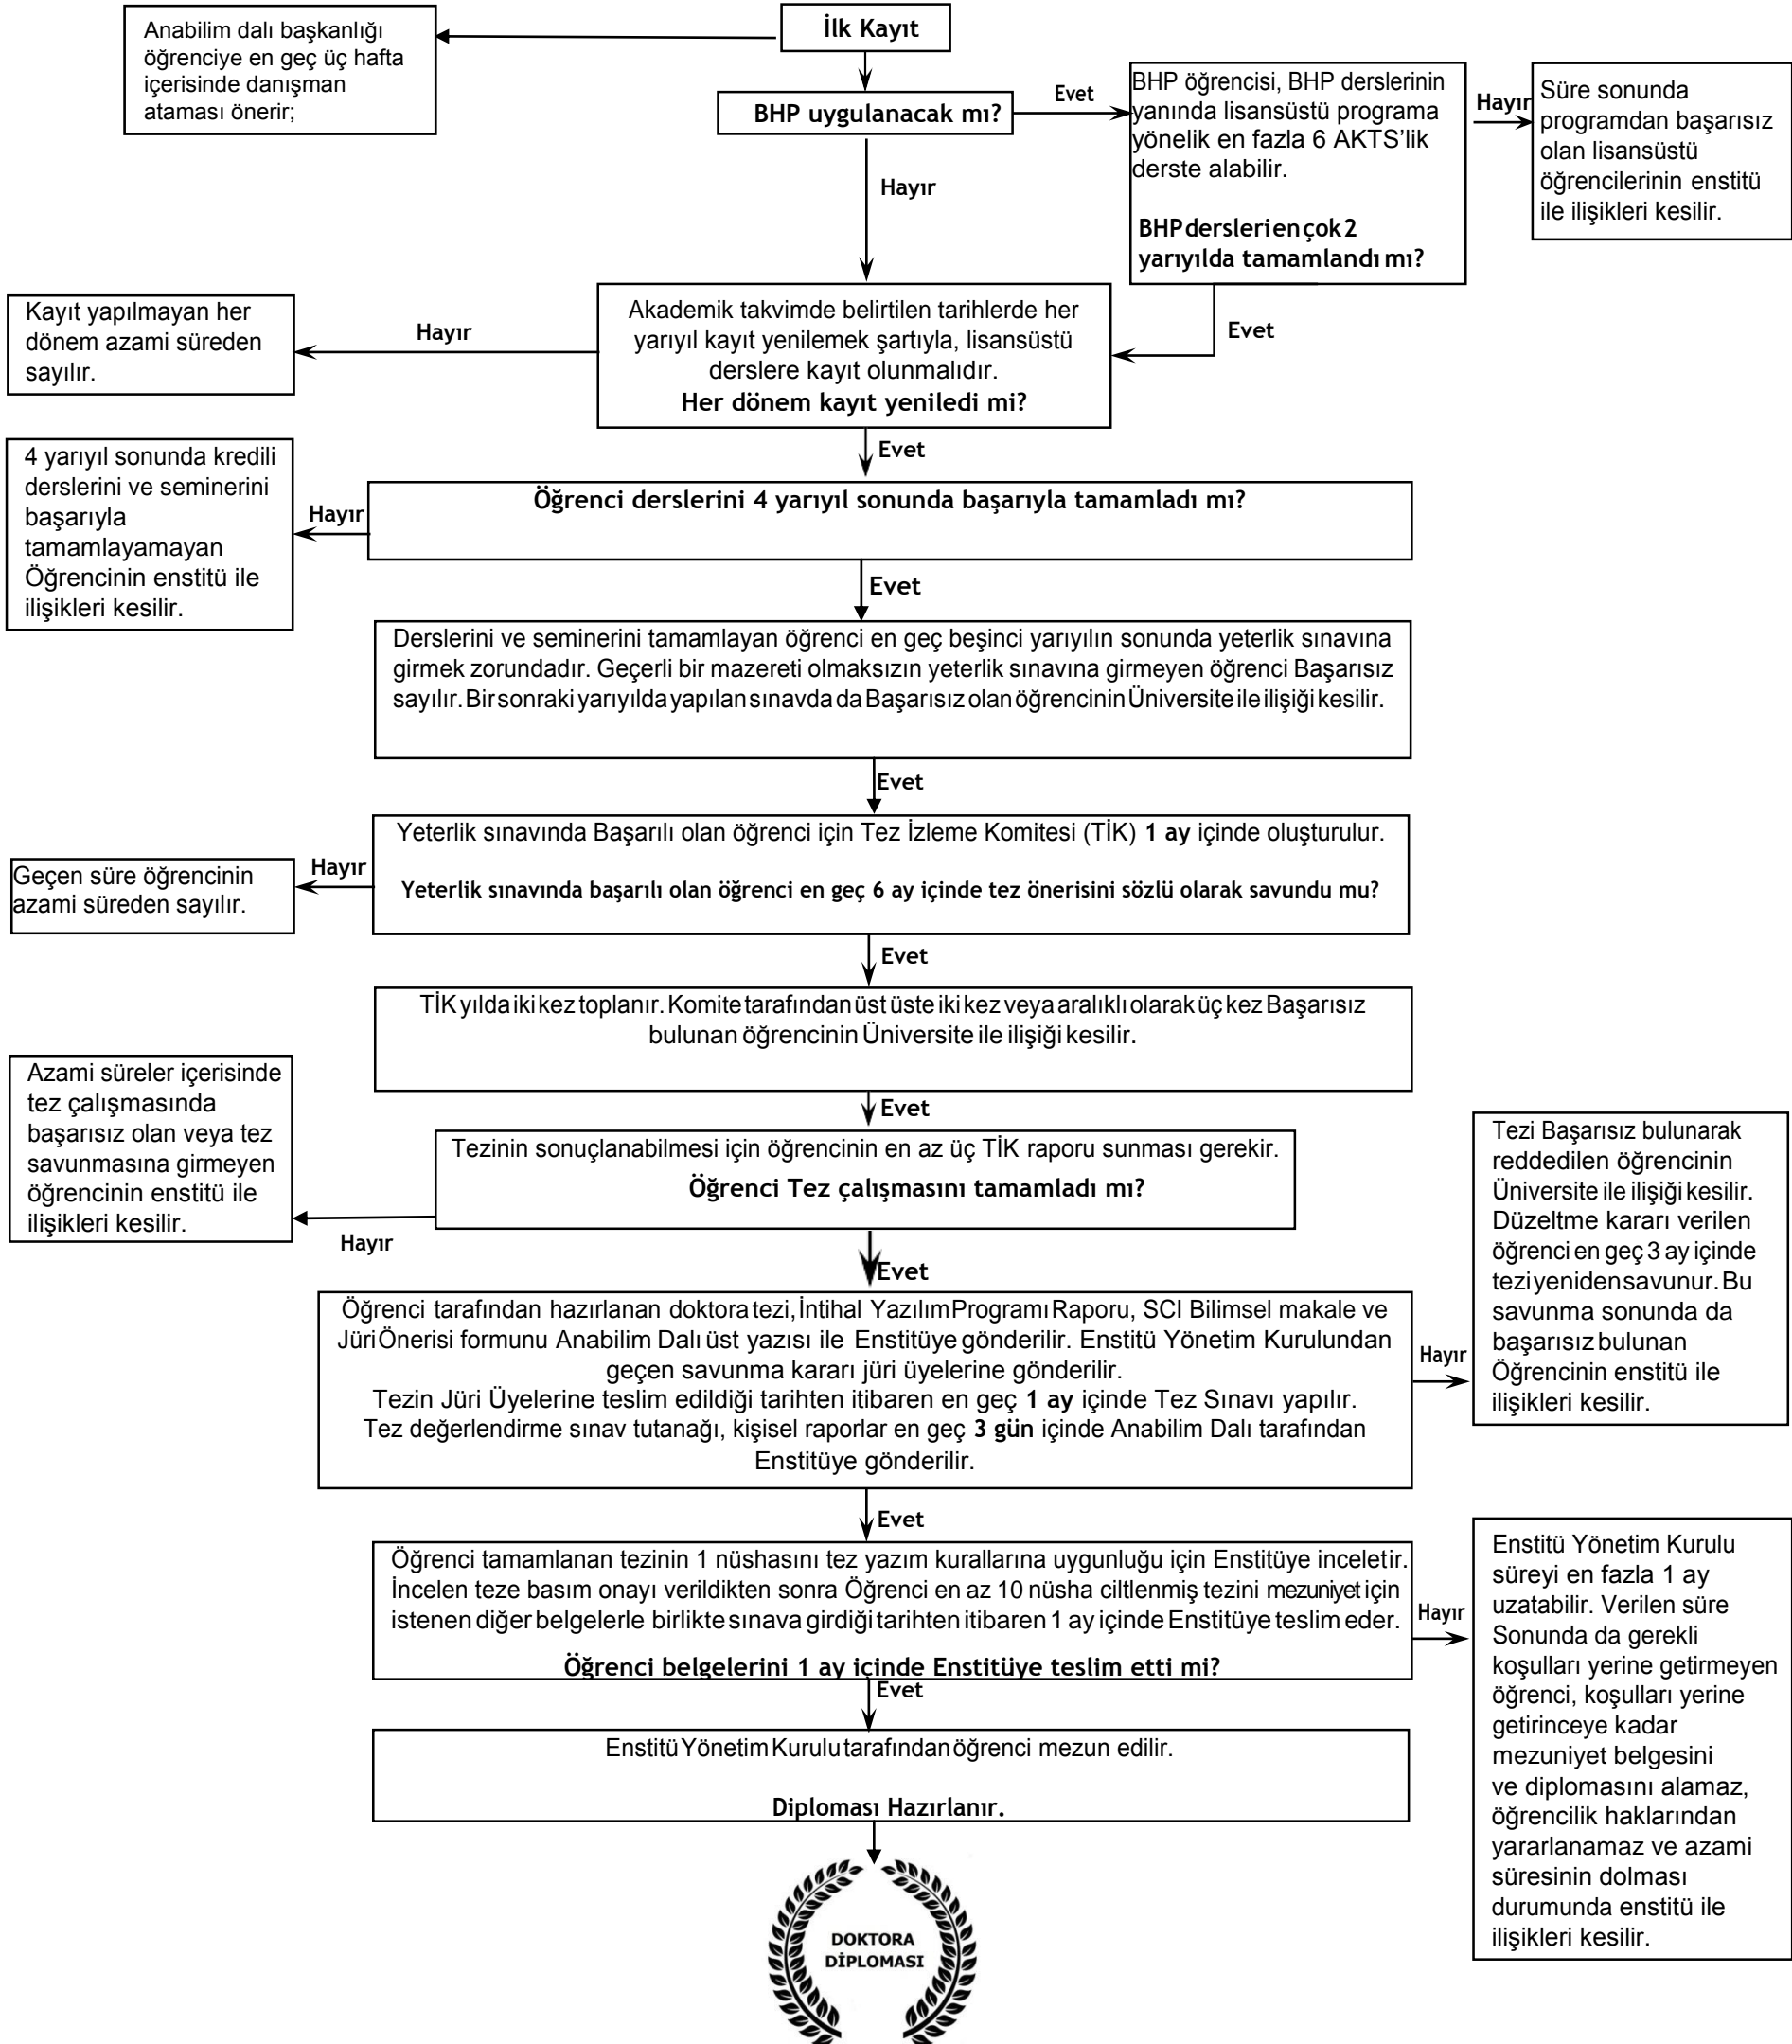 İlk Kayıt
Anabilim dalı başkanlığı
öğrenciye en geç üç hafta
içerisinde danışman
ataması önerir;
BHP uygulanacak mı?
Evet
BHP öğrencisi, BHP derslerinin
yanında lisansüstü programa
yönelik en fazla 6 AKTS'lik
derste alabilir.
BHP dersleri en çok 2
yarıyılda tamamlandı mı?
Hayır
Süre sonunda
programdan başarısız
olan lisansüstü
öğrencilerinin enstitü
ile ilişikleri kesilir.
Hayır
Evet
Akademik takvimde belirtilen tarihlerde her
yarıyıl kayıt yenilemek şartıyla, lisansüstü
derslere kayıt olunmalıdır.
Her dönem kayıt yeniledi mi?
Hayır
Kayıt yapılmayan her
dönem azami süreden
sayılır.
Evet
Öğrenci derslerini 4 yarıyıl sonunda başarıyla tamamladı mı?
Hayır
4 yarıyıl sonunda kredili
derslerini ve seminerini
başarıyla
tamamlayamayan
Öğrencinin enstitü ile
ilişikleri kesilir.
Evet
Derslerini ve seminerini tamamlayan öğrenci en geç beşinci yarıyılın sonunda yeterlik sınavına
girmek zorundadır. Geçerli bir mazereti olmaksızın yeterlik sınavına girmeyen öğrenci Başarısız
sayılır. Bir sonraki yarıyılda yapılan sınavda da Başarısız olan öğrencinin Üniversite ile ilişiği kesilir.
Evet
Yeterlik sınavında Başarılı olan öğrenci için Tez İzleme Komitesi (TİK) 1 ay içinde oluşturulur.
Yeterlik sınavında başarılı olan öğrenci en geç 6 ay içinde tez önerisini sözlü olarak savundu mu?
Hayır
Geçen süre öğrencinin
azami süreden sayılır.
Evet
TİK yılda iki kez toplanır. Komite tarafından üst üste iki kez veya aralıklı olarak üç kez Başarısız
bulunan öğrencinin Üniversite ile ilişiği kesilir.
Evet
Tezinin sonuçlanabilmesi için öğrencinin en az üç TİK raporu sunması gerekir.
Öğrenci Tez çalışmasını tamamladı mı?
Hayır
Azami süreler içerisinde
tez çalışmasında
başarısız olan veya tez
savunmasına girmeyen
öğrencinin enstitü ile
ilişikleri kesilir.
Evet
Öğrenci tarafından hazırlanan doktora tezi, İntihal Yazılım Programı Raporu, SCI Bilimsel makale ve
Jüri Önerisi formunu Anabilim Dalı üst yazısı ile Enstitüye gönderilir. Enstitü Yönetim Kurulundan
geçen savunma kararı jüri üyelerine gönderilir.
Tezin Jüri Üyelerine teslim edildiği tarihten itibaren en geç 1 ay içinde Tez Sınavı yapılır.
Tez değerlendirme sınav tutanağı, kişisel raporlar en geç 3 gün içinde Anabilim Dalı tarafından
Enstitüye gönderilir.
Hayır
Tezi Başarısız bulunarak
reddedilen öğrencinin
Üniversite ile ilişiği kesilir.
Düzeltme kararı verilen
öğrenci en geç 3 ay içinde
tezi yeniden savunur. Bu
savunma sonunda da
başarısız bulunan
Öğrencinin enstitü ile
ilişikleri kesilir.
Evet
Öğrenci tamamlanan tezinin 1 nüshasını tez yazım kurallarına uygunluğu için Enstitüye inceletir.
İncelen teze basım onayı verildikten sonra Öğrenci en az 10 nüsha ciltlenmiş tezini mezuniyet için
istenen diğer belgelerle birlikte sınava girdiği tarihten itibaren 1 ay içinde Enstitüye teslim eder.
Öğrenci belgelerini 1 ay içinde Enstitüye teslim etti mi?
Hayır
Enstitü Yönetim Kurulu
süreyi en fazla 1 ay
uzatabilir. Verilen süre
Sonunda da gerekli
koşulları yerine getirmeyen
öğrenci, koşulları yerine
getirinceye kadar
mezuniyet belgesini
ve diplomasını alamaz,
öğrencilik haklarından
yararlanamaz ve azami
süresinin dolması
durumunda enstitü ile
ilişikleri kesilir.
Evet
Enstitü Yönetim Kurulu tarafından öğrenci mezun edilir.
Diploması Hazırlanır.
DOKTORA
DİPLOMASI